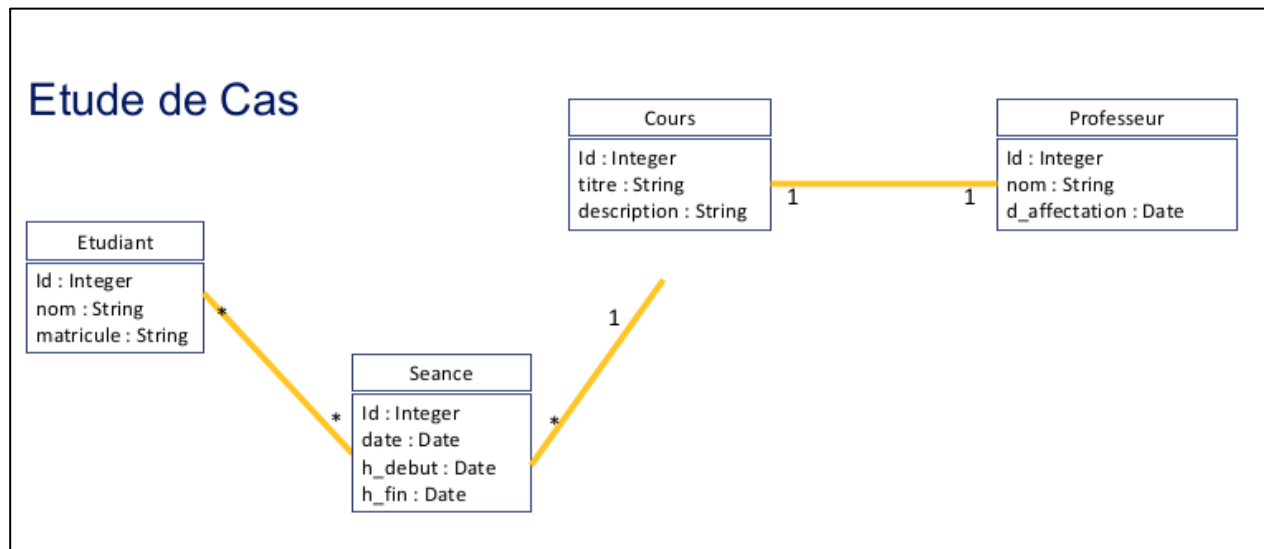 Etude de Cas
Cours
Id : Integer
titre : String
description : String
Professeur
Id : Integer
nom : String
d_affectation : Date
1
1
Etudiant
Id : Integer
nom : String
matricule : String
*
*
Seance
Id : Integer
date : Date
h_debut : Date
h_fin : Date
1
*